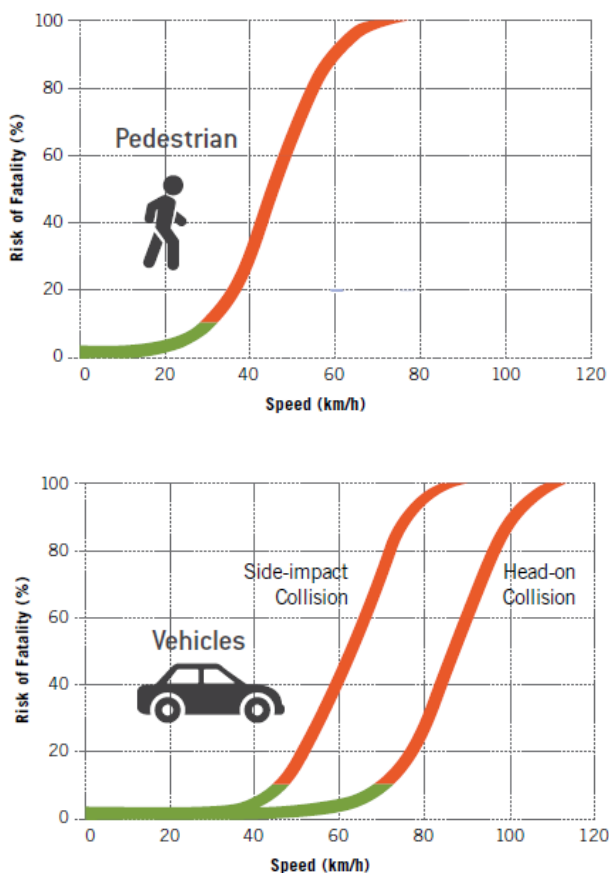 100
80
60
40
20
0
Risk of Fatality (%)
Pedestrian
0 20 40 60 80 100 120
Speed (km/h)
100
80
60
40
20
0
Risk of Fatality (%)
Side-impact
Collision
Head-on
Collision
Vehicles
0 20 40 60 80 100 120
Speed (km/h)